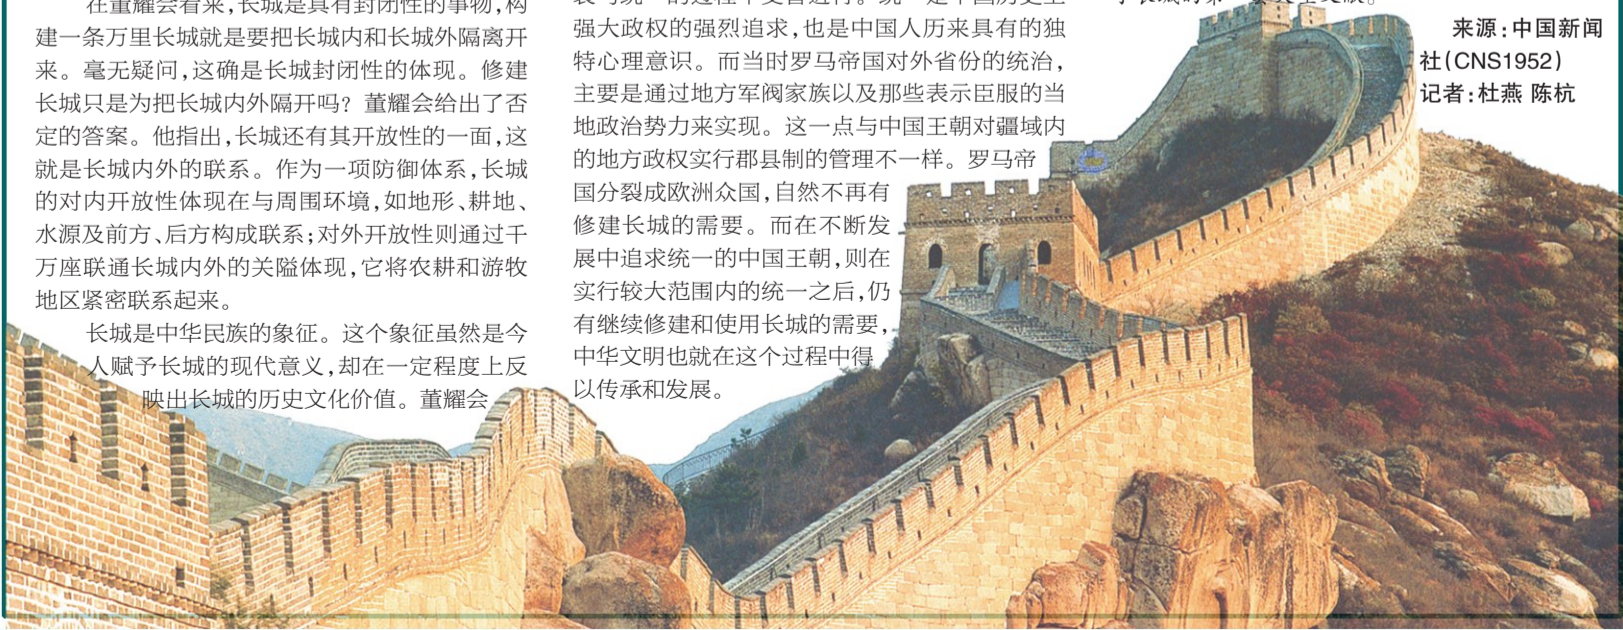 在董耀会看来,长城是具有封闭性的事物,构
建一条万里长城就是要把长城内和长城外隔离开
来。毫无疑问,这确是长城封闭性的体现。修建
长城只是为把长城内外隔开吗？董耀会给出了否
定的答案。他指出,长城还有其开放性的一面,这
就是长城内外的联系。作为一项防御体系,长城
的对内开放性体现在与周围环境,如地形、耕地、
水源及前方、后方构成联系;对外开放性则通过千
万座联通长城内外的关隘体现,它将农耕和游牧
地区紧密联系起来。
长城是中华民族的象征。这个象征虽然是今
人赋予长城的现代意义,却在一定程度上反
映出长城的历史文化价值。董耀会
强大政权的强烈追求,也是中国人历来具有的独
特心理意识。而当时罗马帝国对外省份的统治,
主要是通过地方军阀家族以及那些表示臣服的当
地政治势力来实现。这一点与中国王朝对疆域内
的地方政权实行郡县制的管理不一样。罗马帝
国分裂成欧洲众国,自然不再有
修建长城的需要。而在不断发
展中追求统一的中国王朝,则在
实行较大范围内的统一之后,仍
有继续修建和使用长城的需要,
中华文明也就在这个过程中得
以传承和发展。
来源:中国新闻
社(CNS1952)
记者:杜燕 陈杭